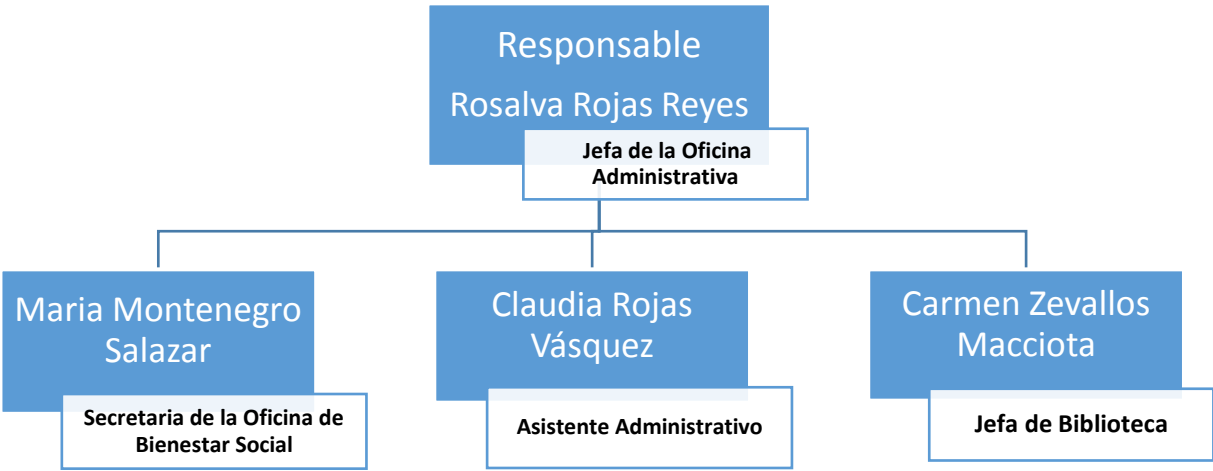 Responsable
Rosalva Rojas Reyes
Jefa de la Oficina
Administrativa
Maria Montenegro
Salazar
Secretaria de la Oficina de
Bienestar Social
Claudia Rojas
Vásquez
Asistente Administrativo
Carmen Zevallos
Macciota
Jefa de Biblioteca